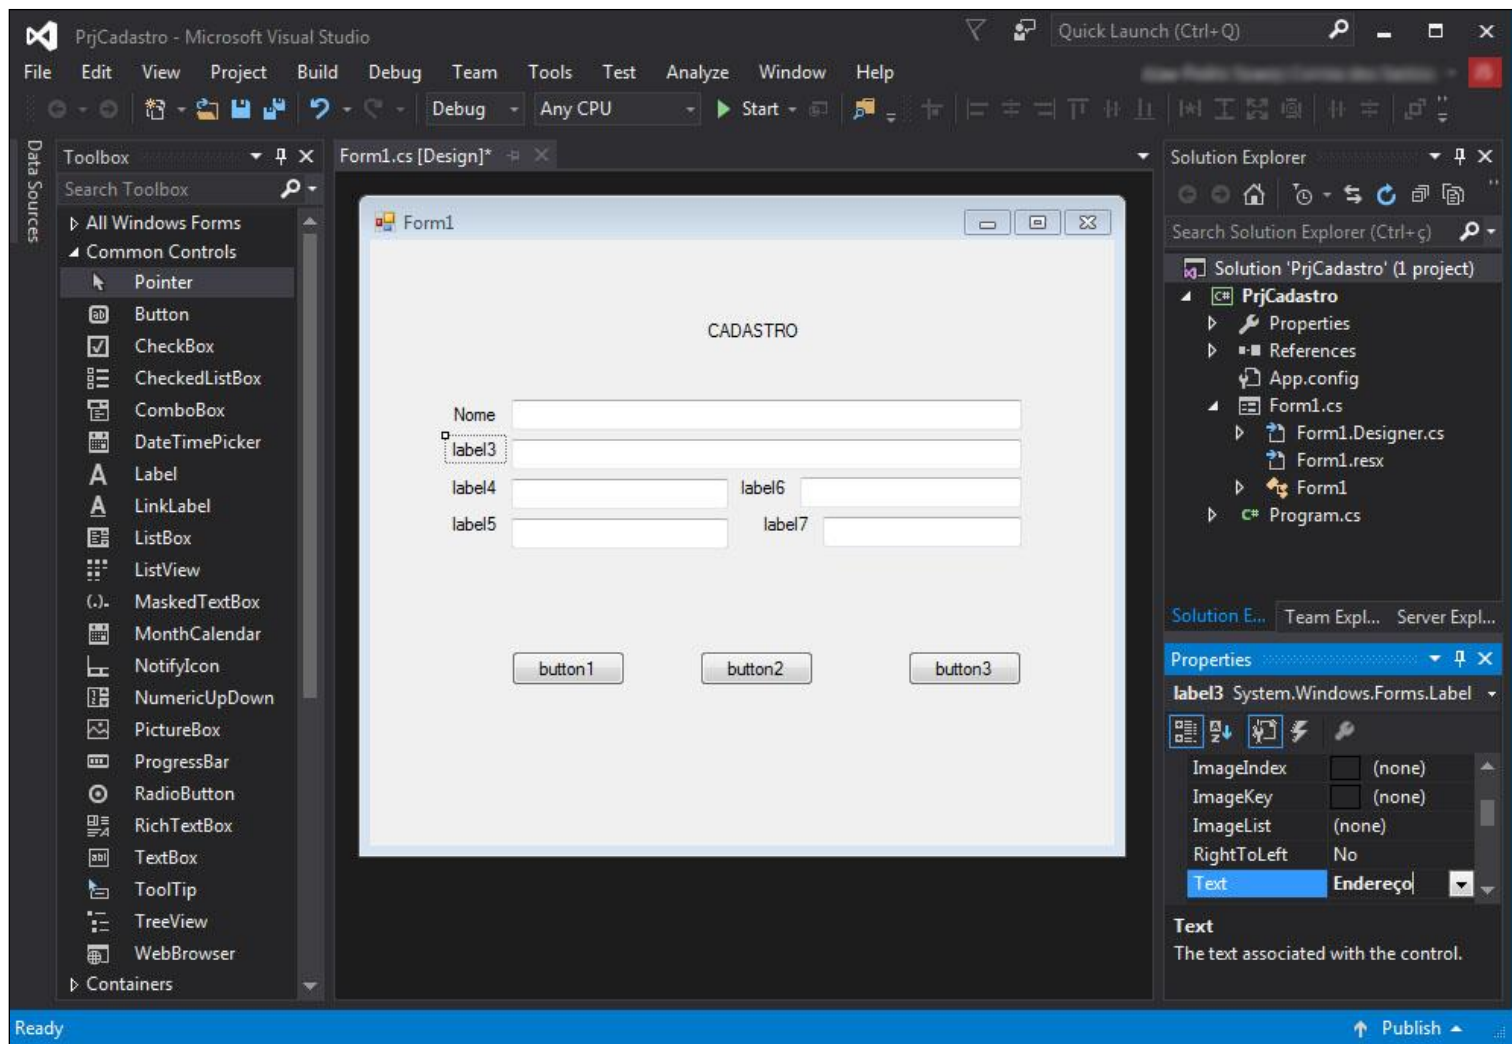 PrjCadastro - Microsoft Visual Studio
Quick Launch (Ctrl+Q)
File Edit View Project Build Debug Team Tools Test Analyze Window Help
Debug Any CPU Start
Data Sources
Toolbox
Search Toolbox
All Windows Forms
Common Controls
Pointer
Button
CheckBox
CheckedListBox
ComboBox
DateTimePicker
Label
LinkLabel
ListBox
ListView
MaskedTextBox
MonthCalendar
NotifyIcon
NumericUpDown
PictureBox
ProgressBar
RadioButton
RichTextBox
TextBox
ToolTip
TreeView
WebBrowser
Containers
Form1.cs [Design]*
Form1
CADASTRO
Nome
label3
label4 label6
label5 label7
button1 button2 button3
Solution Explorer
Search Solution Explorer (Ctrl+ç)
Solution 'PrjCadastro' (1 project)
PrjCadastro
Properties
References
App.config
Form1.cs
Form1.Designer.cs
Form1.resx
Form1
Program.cs
Solution E... Team Expl... Server Expl...
Properties
label3 System.Windows.Forms.Label
ImageIndex (none)
ImageKey (none)
ImageList (none)
RightToLeft No
Text Endereço
Text
The text associated with the control.
Ready
Publish